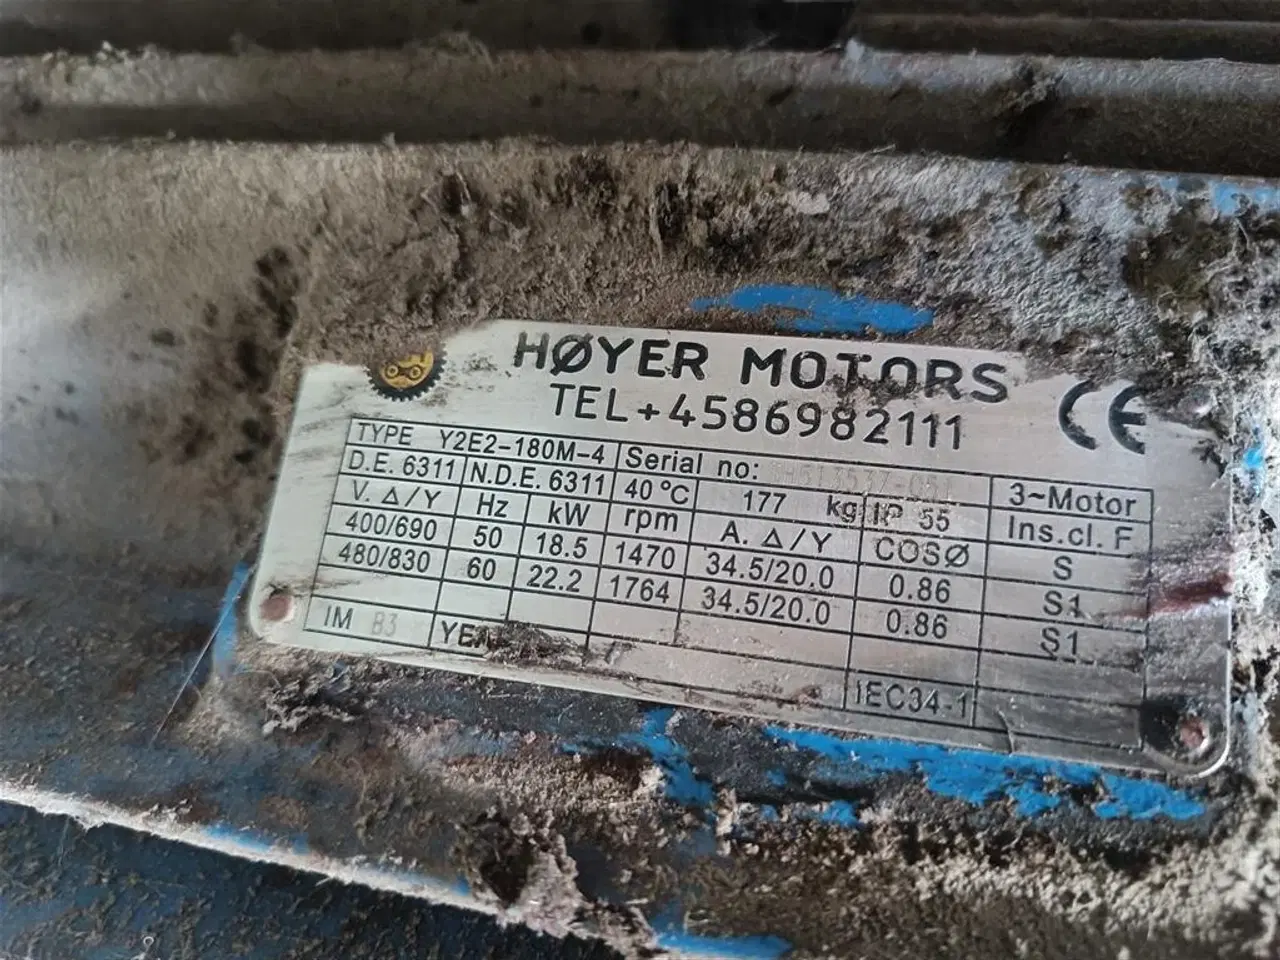 HØYER MOTORS
TEL+4586982111
CE
TYPE Y2E2-180M-4 Serial no: 3~Motor
D.E. 6311 N.D.E. 6311 40 °C 177 kg IP 55 Ins.cl. F
V. Δ/Y Hz kW rpm A. Δ/Y COSØ S
400/690 50 18.5 1470 34.5/20.0 0.86 S1
480/830 60 22.2 1764 34.5/20.0 0.86 S1
IM B3 IEC34-1